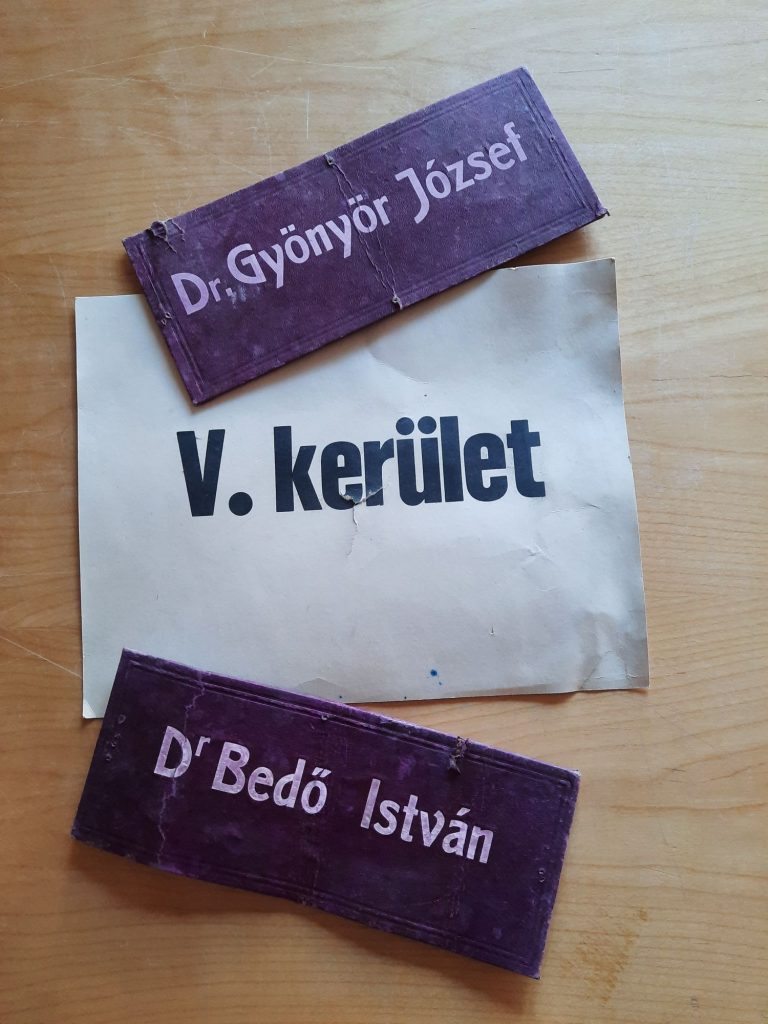 Dr. Gyönyör József
V. kerület
Dr Bedő István